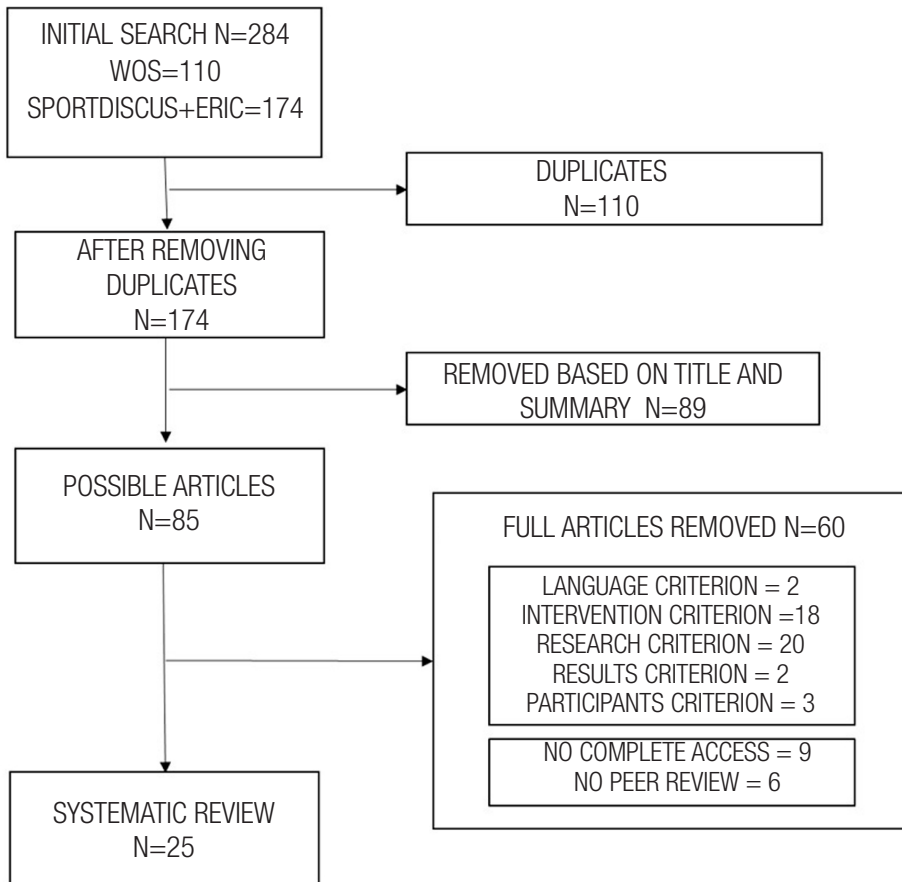 INITIAL SEARCH N=284
WOS=110
SPORTDISCUS+ERIC=174
DUPLICATES
N=110
AFTER REMOVING
DUPLICATES
N=174
REMOVED BASED ON TITLE AND
SUMMARY N=89
POSSIBLE ARTICLES
N=85
FULL ARTICLES REMOVED N=60
LANGUAGE CRITERION = 2
INTERVENTION CRITERION =18
RESEARCH CRITERION = 20
RESULTS CRITERION = 2
PARTICIPANTS CRITERION = 3
NO COMPLETE ACCESS = 9
NO PEER REVIEW = 6
SYSTEMATIC REVIEW
N=25